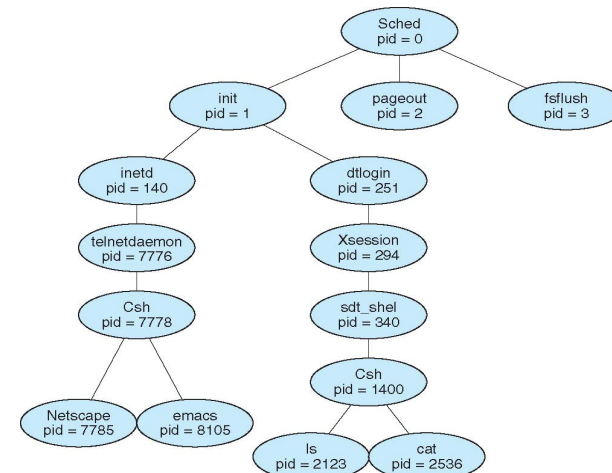 Sched
pid = 0
init
pid = 1
pageout
pid = 2
fsflush
pid = 3
inetd
pid = 140
dtlogin
pid = 251
telnetdaemon
pid = 7776
Xsession
pid = 294
Csh
pid = 7778
sdt_shel
pid = 340
Csh
pid = 1400
Netscape
pid = 7785
emacs
pid = 8105
ls
pid = 2123
cat
pid = 2536